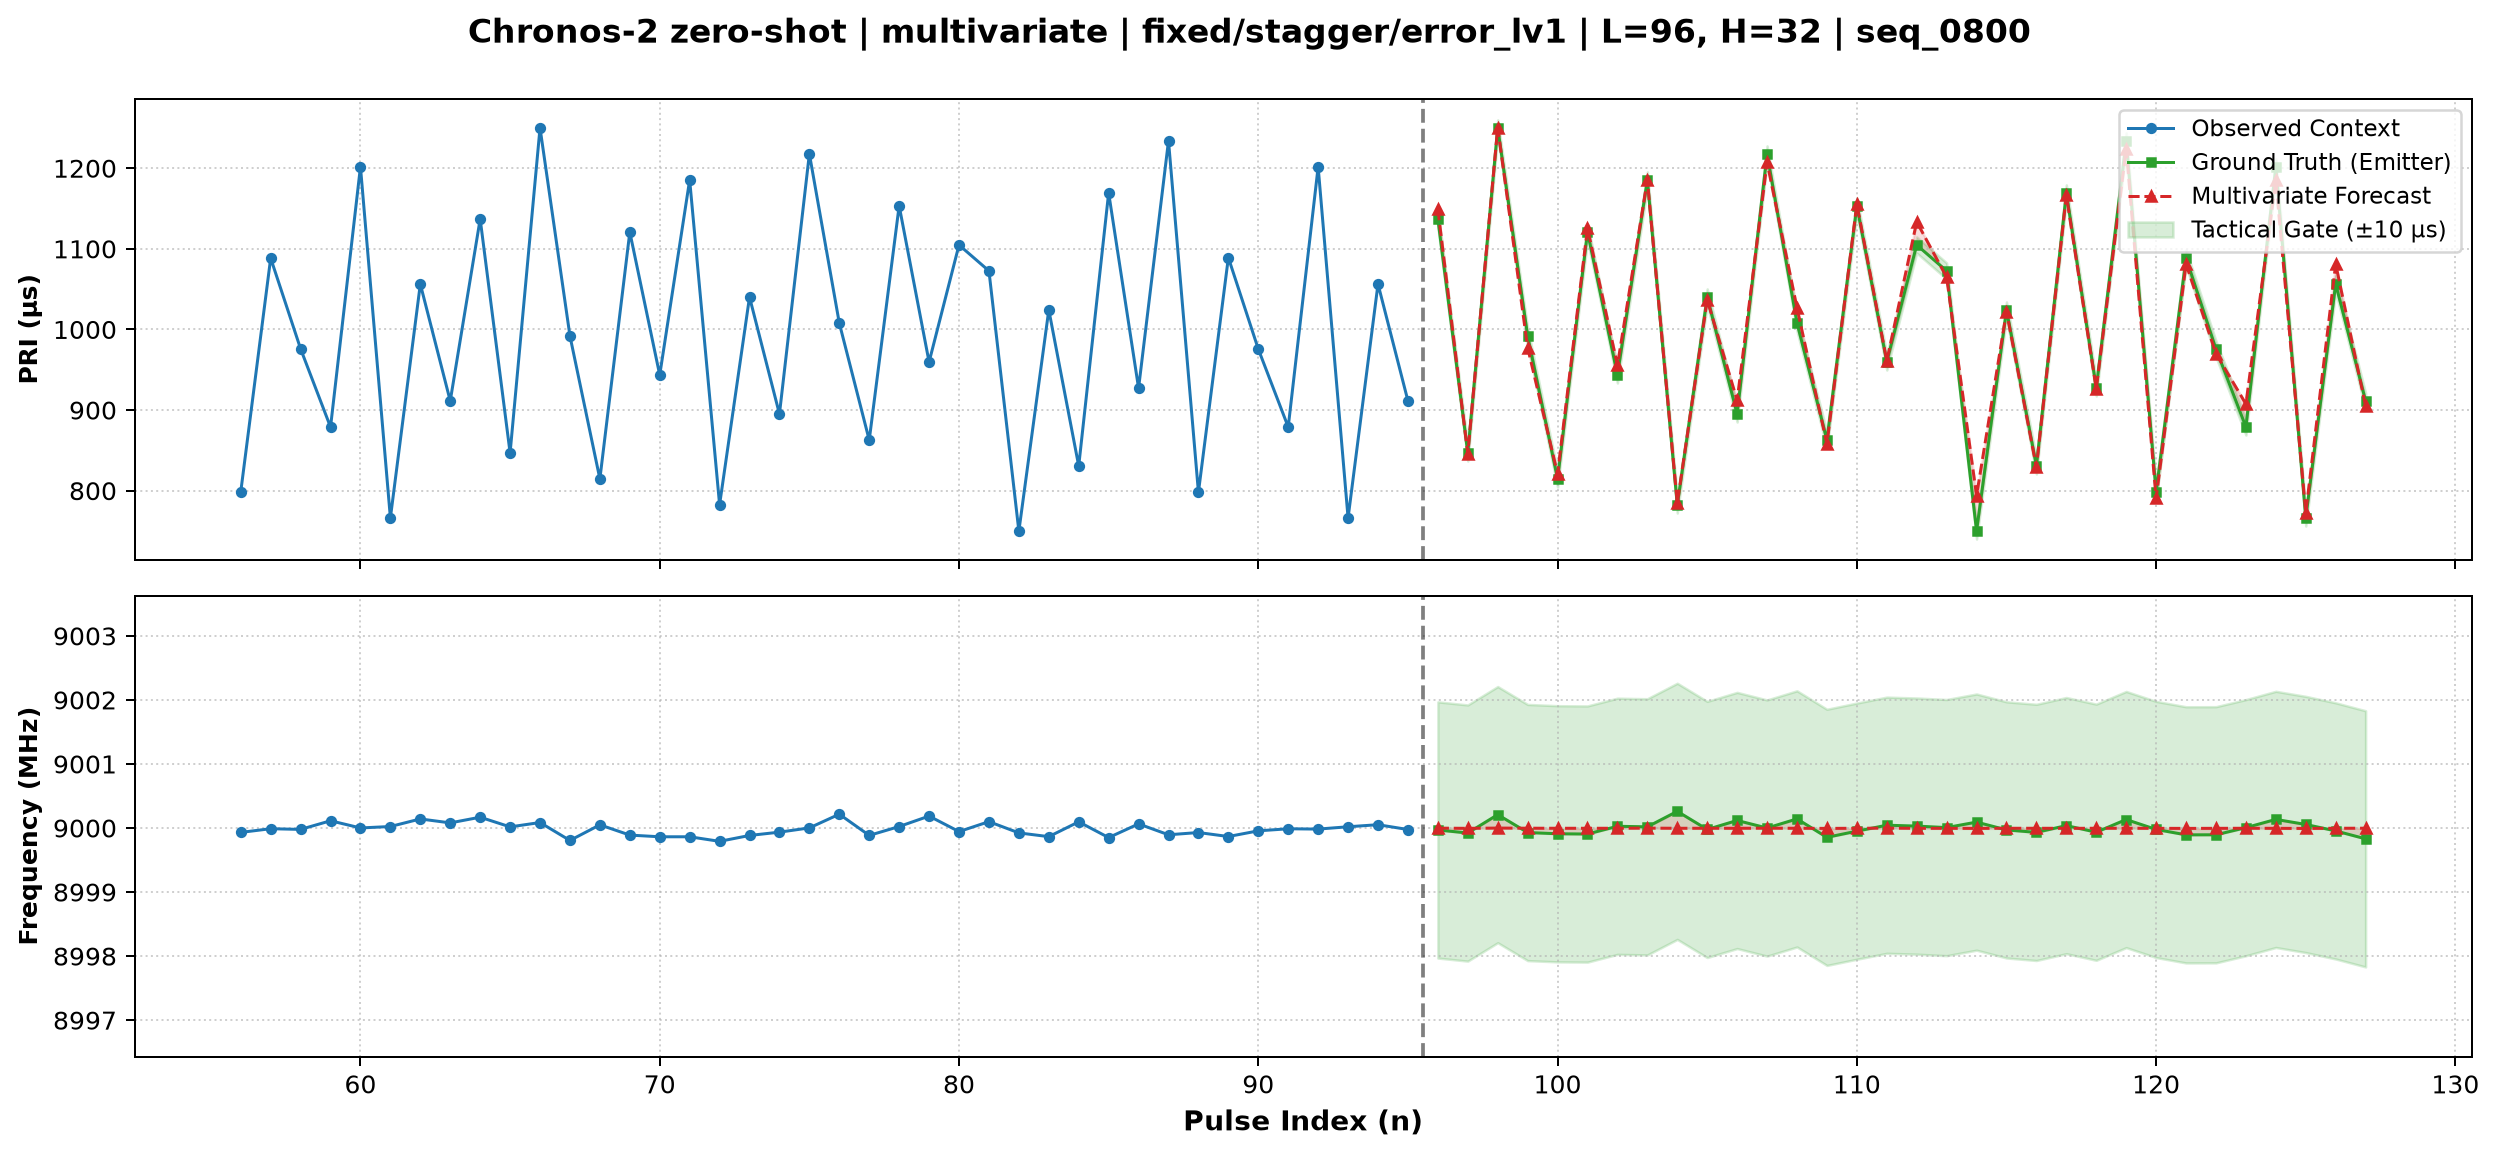 Chronos-2 zero-shot | multivariate | fixed/stagger/error_lv1 | L=96, H=32 | seq_0800
PRI (µs)
1200
1100
1000
900
800
Observed Context
Ground Truth (Emitter)
Multivariate Forecast
Tactical Gate (±10 µs)
Frequency (MHz)
9003
9002
9001
9000
8999
8998
8997
60 70 80 90 100 110 120 130
Pulse Index (n)